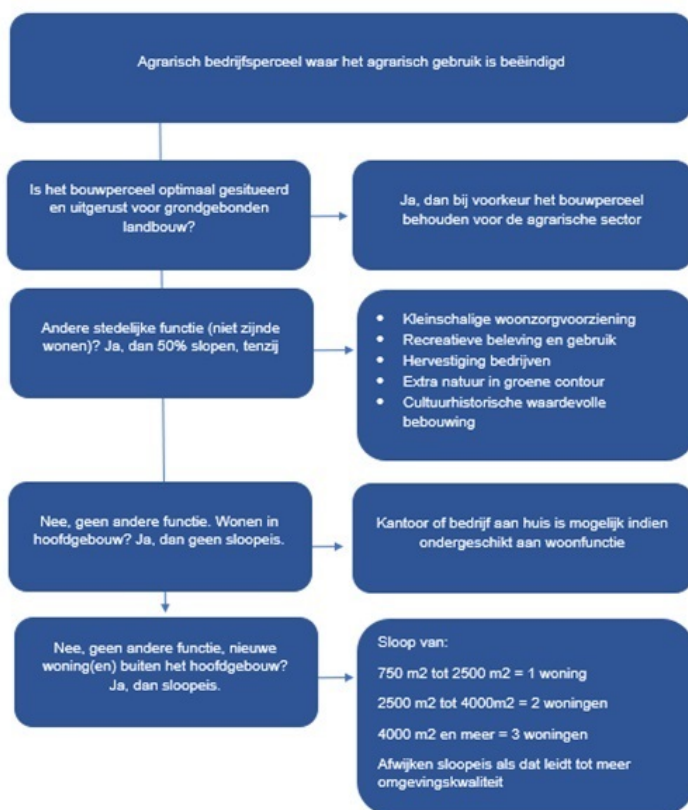 Agrarisch bedrijfsperceel waar het agrarisch gebruik is beëindigd
Is het bouwperceel optimaal gesitueerd
en uitgerust voor grondgebonden
landbouw?
Ja, dan bij voorkeur het bouwperceel
behouden voor de agrarische sector
Andere stedelijke functie (niet zijnde
wonen)? Ja, dan 50% slopen, tenzij
• Kleinschalige woonzorgvoorziening
• Recreatieve beleving en gebruik
• Hervestiging bedrijven
• Extra natuur in groene contour
• Cultuurhistorische waardevolle
bebouwing
Nee, geen andere functie. Wonen in
hoofdgebouw? Ja, dan geen sloopeis.
Kantoor of bedrijf aan huis is mogelijk indien
ondergeschikt aan woonfunctie
Nee, geen andere functie, nieuwe
woning(en) buiten het hoofdgebouw?
Ja, dan sloopeis.
Sloop van:
750 m2 tot 2500 m2 = 1 woning
2500 m2 tot 4000m2 = 2 woningen
4000 m2 en meer = 3 woningen
Afwijken sloopeis als dat leidt tot meer
omgevingskwaliteit